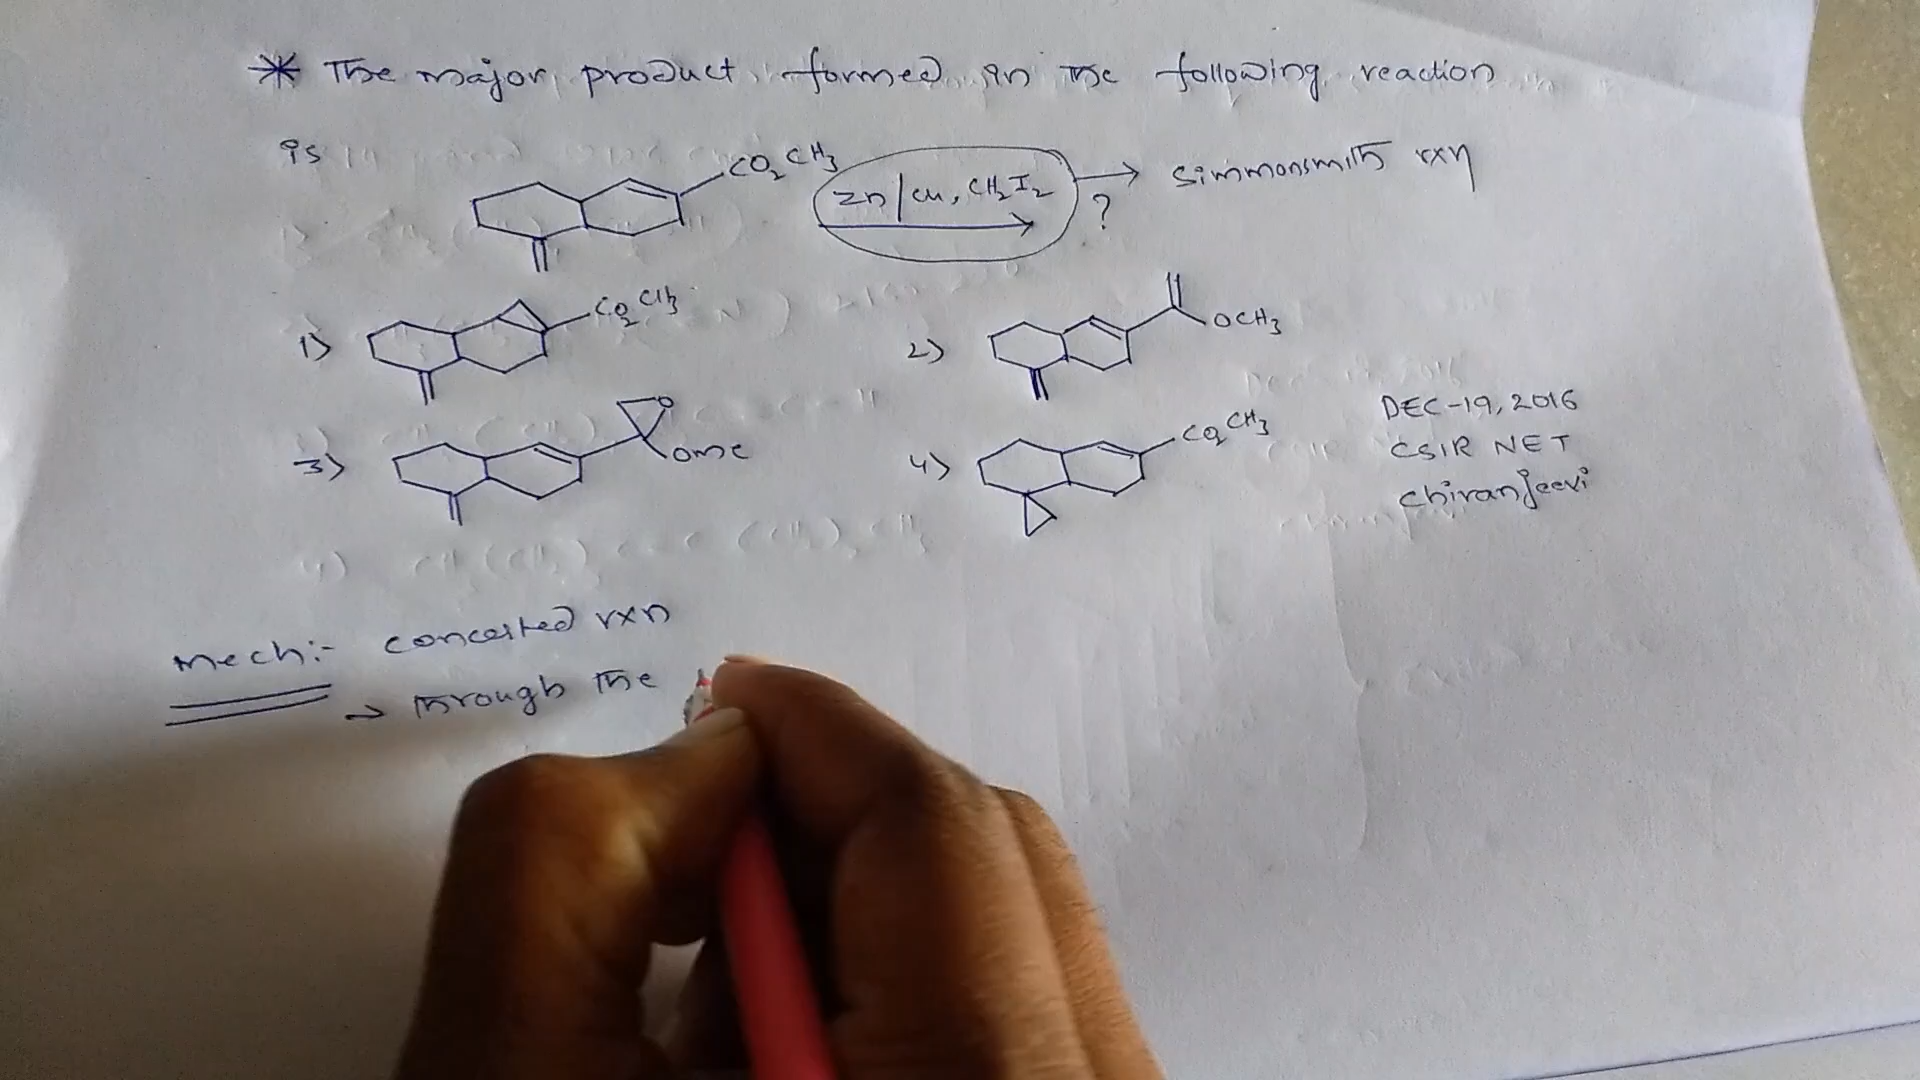 * The major product formed in the following reaction
is
CO₂CH₃
Zn/Cu, CH₂I₂
?
→ simmonsmith rxn
1)
CO₂CH₃
2)
OCH₃
3)
O
OMe
4)
CO₂CH₃
DEC-19, 2016
CSIR NET
Chiranjeevi
Mech:- concerted rxn
→ through the